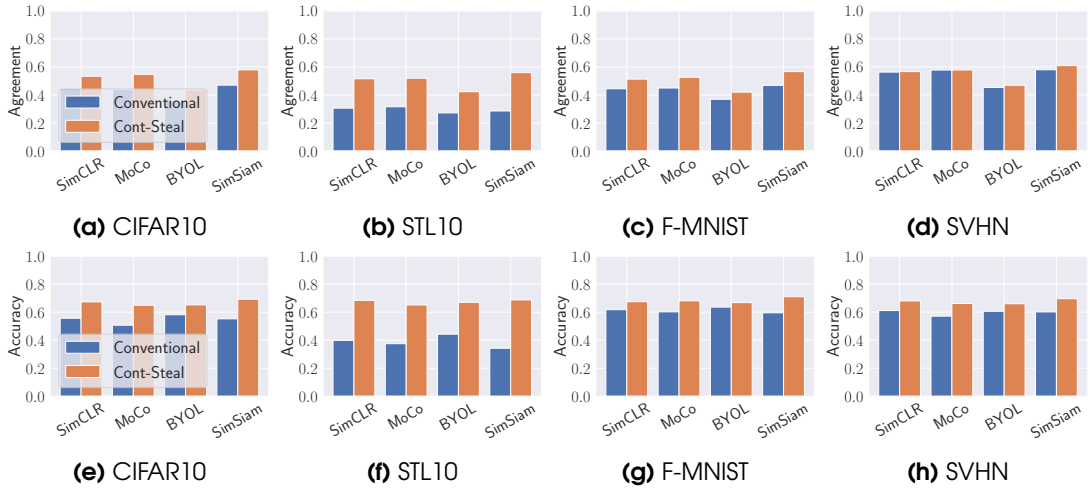 1.0 0.8 0.6 0.4 0.2 0.0
Agreement
Conventional
Cont-Steal
SimCLR MoCo BYOL SimSiam
(a) CIFAR10
1.0 0.8 0.6 0.4 0.2 0.0
Agreement
SimCLR MoCo BYOL SimSiam
(b) STL10
1.0 0.8 0.6 0.4 0.2 0.0
Agreement
SimCLR MoCo BYOL SimSiam
(c) F-MNIST
1.0 0.8 0.6 0.4 0.2 0.0
Agreement
SimCLR MoCo BYOL SimSiam
(d) SVHN
1.0 0.8 0.6 0.4 0.2 0.0
Accuracy
Conventional
Cont-Steal
SimCLR MoCo BYOL SimSiam
(e) CIFAR10
1.0 0.8 0.6 0.4 0.2 0.0
Accuracy
SimCLR MoCo BYOL SimSiam
(f) STL10
1.0 0.8 0.6 0.4 0.2 0.0
Accuracy
SimCLR MoCo BYOL SimSiam
(g) F-MNIST
1.0 0.8 0.6 0.4 0.2 0.0
Accuracy
SimCLR MoCo BYOL SimSiam
(h) SVHN